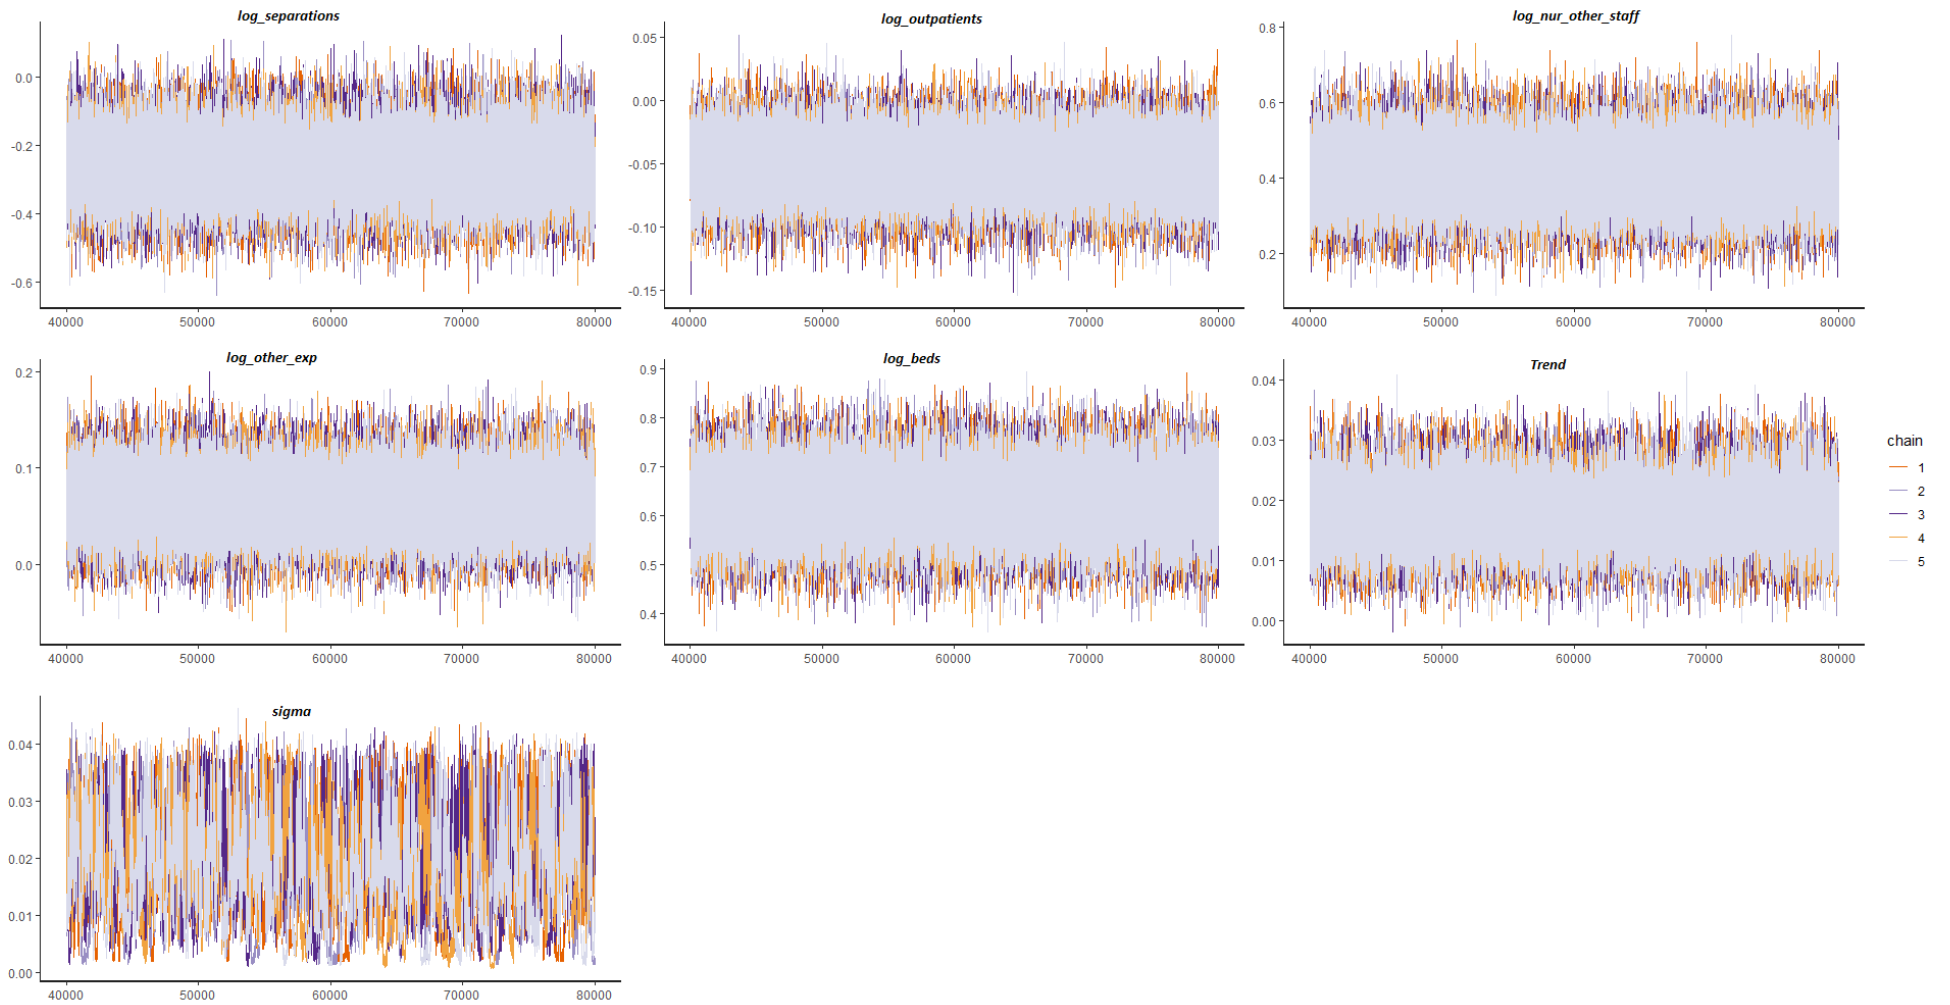 log_separations
0.0
-0.2
-0.4
-0.6
40000 50000 60000 70000 80000
log_outpatients
0.05
0.00
-0.05
-0.10
-0.15
40000 50000 60000 70000 80000
log_nur_other_staff
0.8
0.6
0.4
0.2
40000 50000 60000 70000 80000
log_other_exp
0.2
0.1
0.0
40000 50000 60000 70000 80000
log_beds
0.9
0.8
0.7
0.6
0.5
0.4
40000 50000 60000 70000 80000
Trend
0.04
0.03
0.02
0.01
0.00
40000 50000 60000 70000 80000
chain
1
2
3
4
5
sigma
0.04
0.03
0.02
0.01
0.00
40000 50000 60000 70000 80000